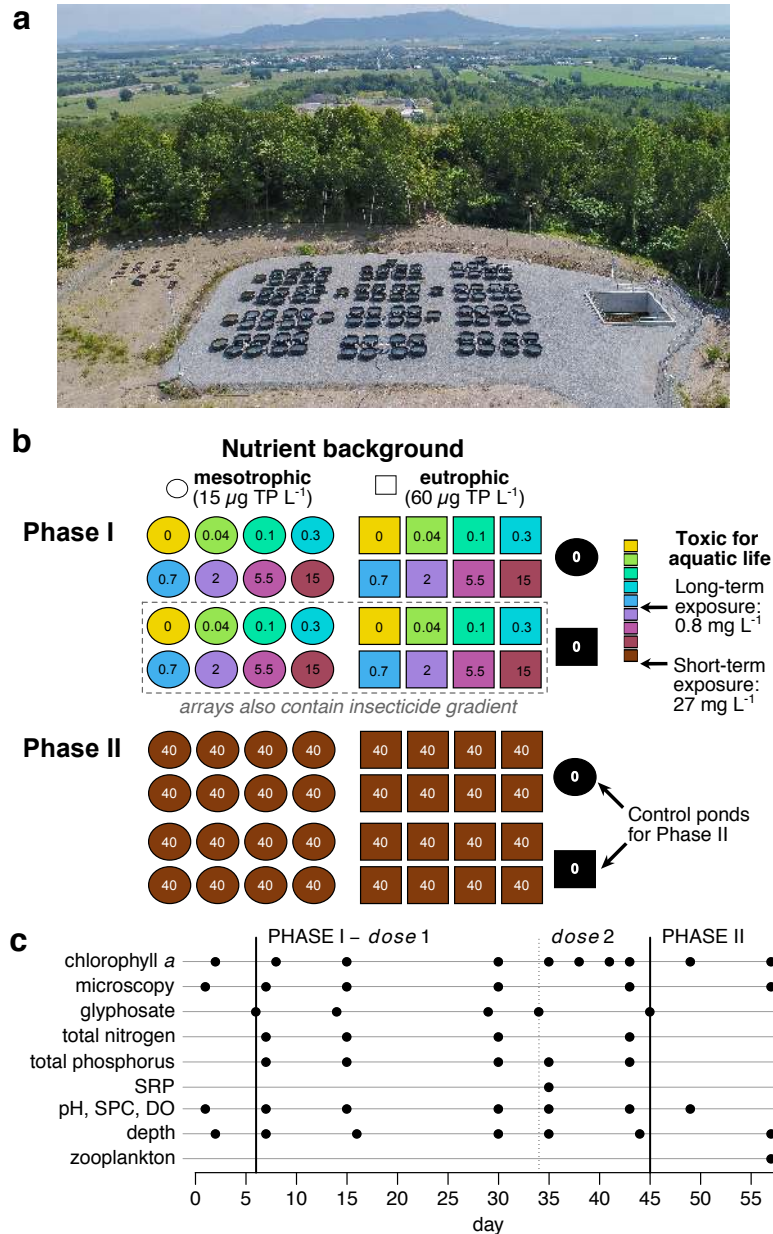 a
b
Nutrient background
mesotrophic
(15 µg TP L-1)
eutrophic
(60 µg TP L-1)
Phase I
0 0.04 0.1 0.3 0 0.04 0.1 0.3
0.7 2 5.5 15 0.7 2 5.5 15
0
0 0.04 0.1 0.3 0 0.04 0.1 0.3
0.7 2 5.5 15 0.7 2 5.5 15
0
arrays also contain insecticide gradient
Toxic for
aquatic life
Long-term
exposure:
0.8 mg L-1
Short-term
exposure:
27 mg L-1
Phase II
40 40 40 40 40 40 40 40
40 40 40 40 40 40 40 40
0
40 40 40 40 40 40 40 40
40 40 40 40 40 40 40 40
0
Control ponds
for Phase II
c
PHASE I – dose 1 dose 2 PHASE II
chlorophyll a
microscopy
glyphosate
total nitrogen
total phosphorus
SRP
pH, SPC, DO
depth
zooplankton
0 5 10 15 20 25 30 35 40 45 50 55
day